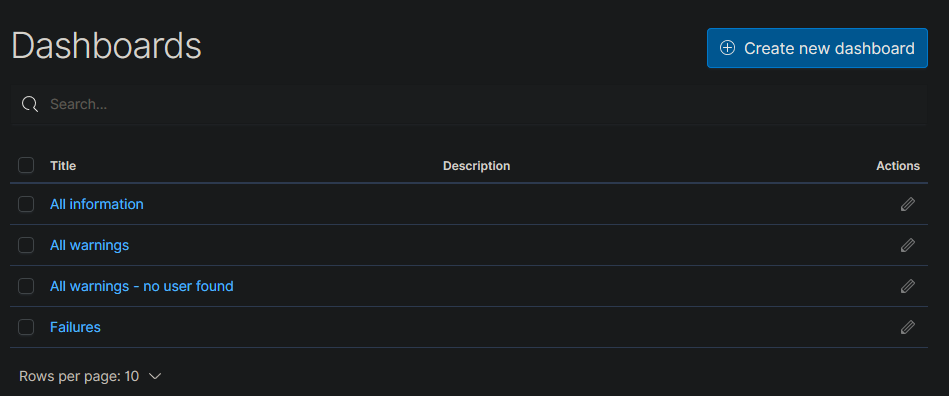 Dashboards
Create new dashboard
Search...
Title Description Actions
All information
All warnings
All warnings - no user found
Failures
Rows per page: 10